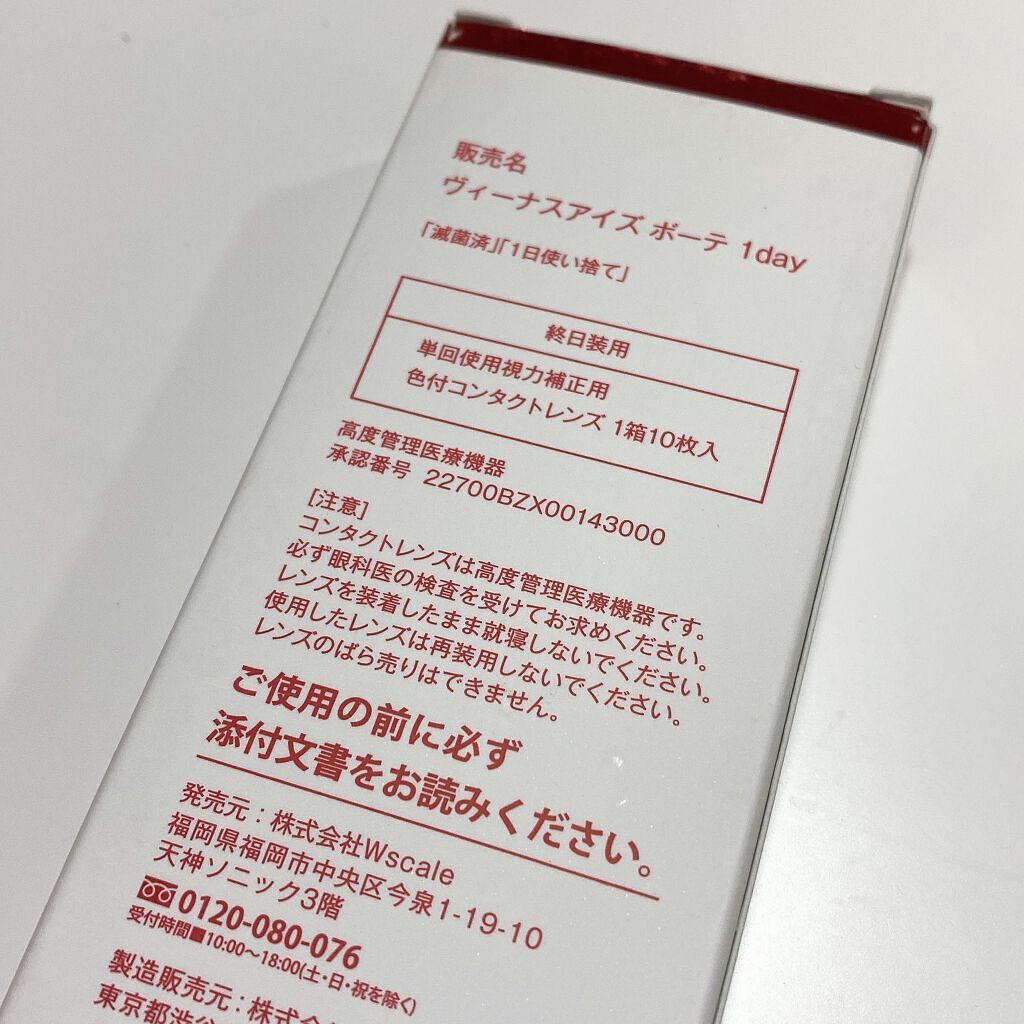 販売名
ヴィーナスアイズ ボーテ 1day
「滅菌済」「1日使い捨て」
終日装用
単回使用視力補正用
色付コンタクトレンズ 1箱10枚入
高度管理医療機器
承認番号 22700BZX00143000
[注意]
コンタクトレンズは高度管理医療機器です。
必ず眼科医の検査を受けてお求めください。
レンズを装着したまま就寝しないでください。
使用したレンズは再装用しないでください。
レンズのばら売りはできません。
ご使用の前に必ず
添付文書をお読みください。
発売元：株式会社Wscale
福岡県福岡市中央区今泉1-19-10
天神ソニック3階
0120-080-076
受付時間■10:00〜18:00(土・日・祝を除く)
製造販売元：株式
東京都渋